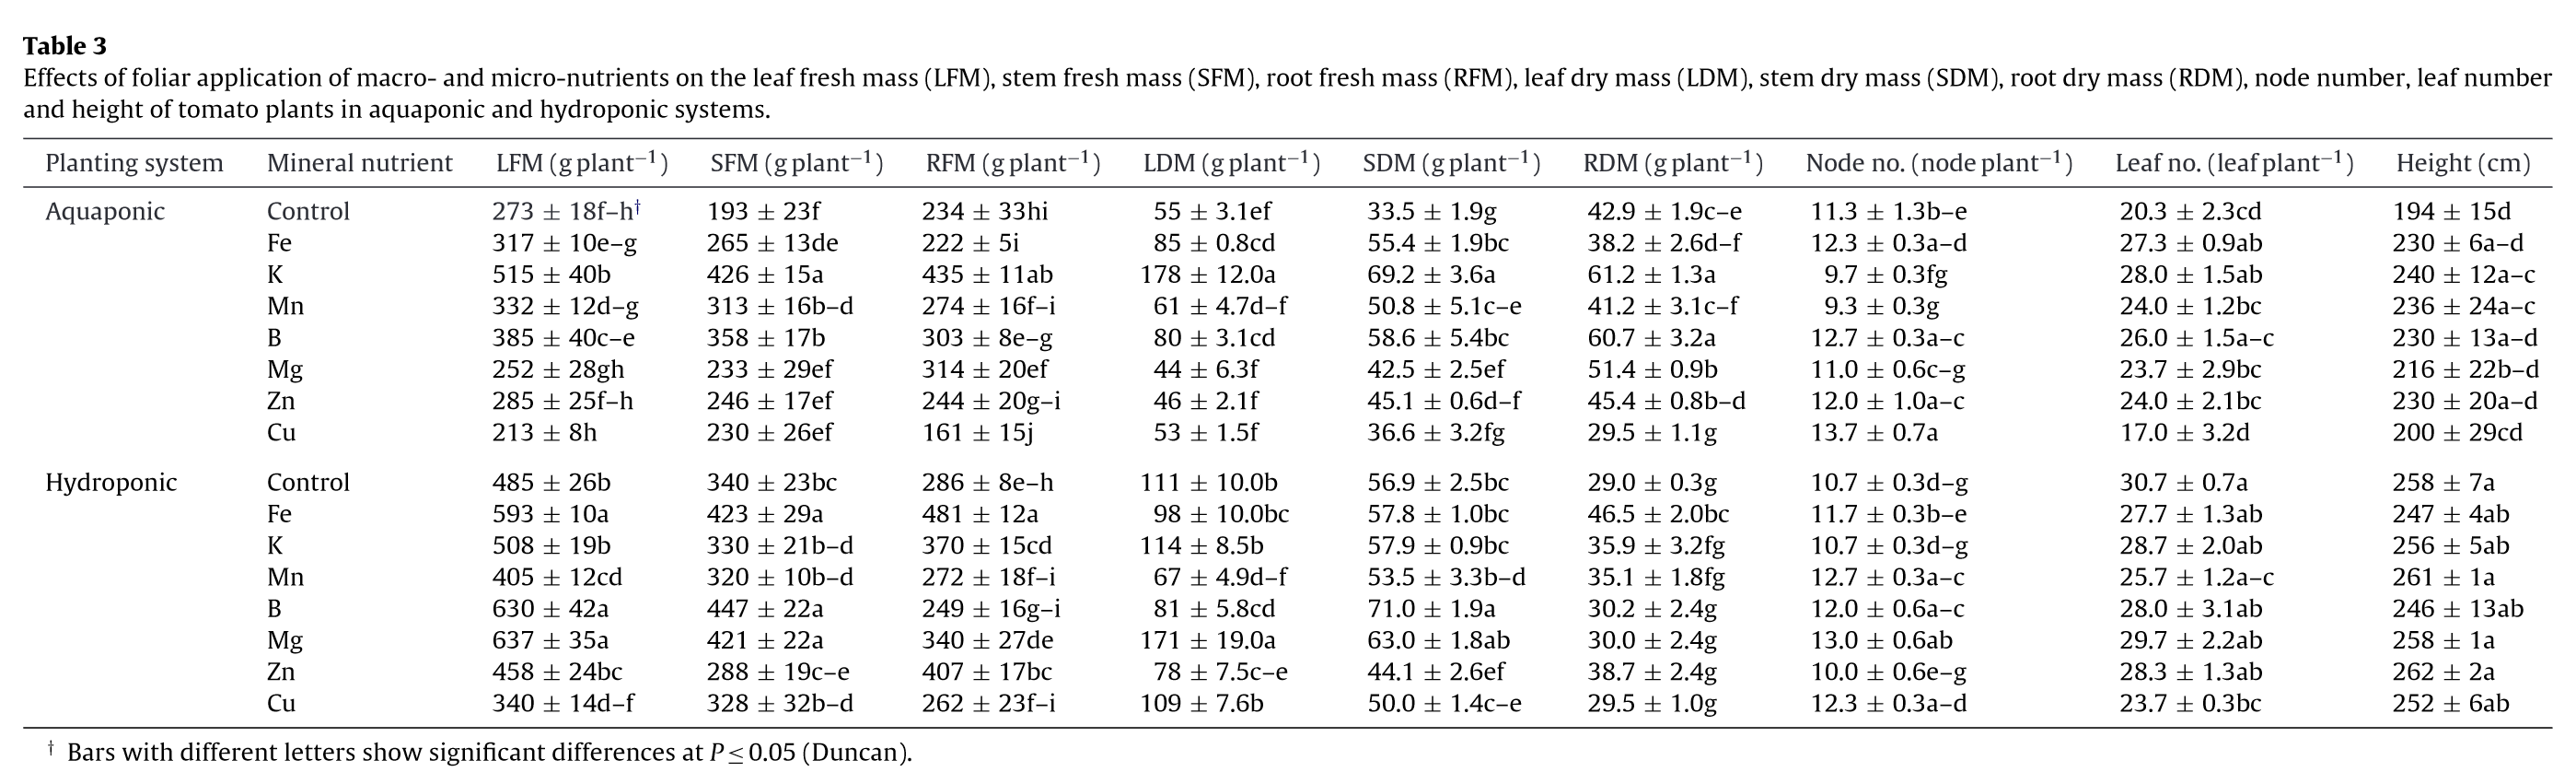 Table 3
Effects of foliar application of macro- and micro-nutrients on the leaf fresh mass (LFM), stem fresh mass (SFM), root fresh mass (RFM), leaf dry mass (LDM), stem dry mass (SDM), root dry mass (RDM), node number, leaf number
and height of tomato plants in aquaponic and hydroponic systems.
Planting system Mineral nutrient LFM (g plant⁻¹) SFM (g plant⁻¹) RFM (g plant⁻¹) LDM (g plant⁻¹) SDM (g plant⁻¹) RDM (g plant⁻¹) Node no. (node plant⁻¹) Leaf no. (leaf plant⁻¹) Height (cm)
Aquaponic Control 273 ± 18f–h† 193 ± 23f 234 ± 33hi 55 ± 3.1ef 33.5 ± 1.9g 42.9 ± 1.9c–e 11.3 ± 1.3b–e 20.3 ± 2.3cd 194 ± 15d
Fe 317 ± 10e–g 265 ± 13de 222 ± 5i 85 ± 0.8cd 55.4 ± 1.9bc 38.2 ± 2.6d–f 12.3 ± 0.3a–d 27.3 ± 0.9ab 230 ± 6a–d
K 515 ± 40b 426 ± 15a 435 ± 11ab 178 ± 12.0a 69.2 ± 3.6a 61.2 ± 1.3a 9.7 ± 0.3fg 28.0 ± 1.5ab 240 ± 12a–c
Mn 332 ± 12d–g 313 ± 16b–d 274 ± 16f–i 61 ± 4.7d–f 50.8 ± 5.1c–e 41.2 ± 3.1c–f 9.3 ± 0.3g 24.0 ± 1.2bc 236 ± 24a–c
B 385 ± 40c–e 358 ± 17b 303 ± 8e–g 80 ± 3.1cd 58.6 ± 5.4bc 60.7 ± 3.2a 12.7 ± 0.3a–c 26.0 ± 1.5a–c 230 ± 13a–d
Mg 252 ± 28gh 233 ± 29ef 314 ± 20ef 44 ± 6.3f 42.5 ± 2.5ef 51.4 ± 0.9b 11.0 ± 0.6c–g 23.7 ± 2.9bc 216 ± 22b–d
Zn 285 ± 25f–h 246 ± 17ef 244 ± 20g–i 46 ± 2.1f 45.1 ± 0.6d–f 45.4 ± 0.8b–d 12.0 ± 1.0a–c 24.0 ± 2.1bc 230 ± 20a–d
Cu 213 ± 8h 230 ± 26ef 161 ± 15j 53 ± 1.5f 36.6 ± 3.2fg 29.5 ± 1.1g 13.7 ± 0.7a 17.0 ± 3.2d 200 ± 29cd
Hydroponic Control 485 ± 26b 340 ± 23bc 286 ± 8e–h 111 ± 10.0b 56.9 ± 2.5bc 29.0 ± 0.3g 10.7 ± 0.3d–g 30.7 ± 0.7a 258 ± 7a
Fe 593 ± 10a 423 ± 29a 481 ± 12a 98 ± 10.0bc 57.8 ± 1.0bc 46.5 ± 2.0bc 11.7 ± 0.3b–e 27.7 ± 1.3ab 247 ± 4ab
K 508 ± 19b 330 ± 21b–d 370 ± 15cd 114 ± 8.5b 57.9 ± 0.9bc 35.9 ± 3.2fg 10.7 ± 0.3d–g 28.7 ± 2.0ab 256 ± 5ab
Mn 405 ± 12cd 320 ± 10b–d 272 ± 18f–i 67 ± 4.9d–f 53.5 ± 3.3b–d 35.1 ± 1.8fg 12.7 ± 0.3a–c 25.7 ± 1.2a–c 261 ± 1a
B 630 ± 42a 447 ± 22a 249 ± 16g–i 81 ± 5.8cd 71.0 ± 1.9a 30.2 ± 2.4g 12.0 ± 0.6a–c 28.0 ± 3.1ab 246 ± 13ab
Mg 637 ± 35a 421 ± 22a 340 ± 27de 171 ± 19.0a 63.0 ± 1.8ab 30.0 ± 2.4g 13.0 ± 0.6ab 29.7 ± 2.2ab 258 ± 1a
Zn 458 ± 24bc 288 ± 19c–e 407 ± 17bc 78 ± 7.5c–e 44.1 ± 2.6ef 38.7 ± 2.4g 10.0 ± 0.6e–g 28.3 ± 1.3ab 262 ± 2a
Cu 340 ± 14d–f 328 ± 32b–d 262 ± 23f–i 109 ± 7.6b 50.0 ± 1.4c–e 29.5 ± 1.0g 12.3 ± 0.3a–d 23.7 ± 0.3bc 252 ± 6ab
† Bars with different letters show significant differences at P ≤ 0.05 (Duncan).